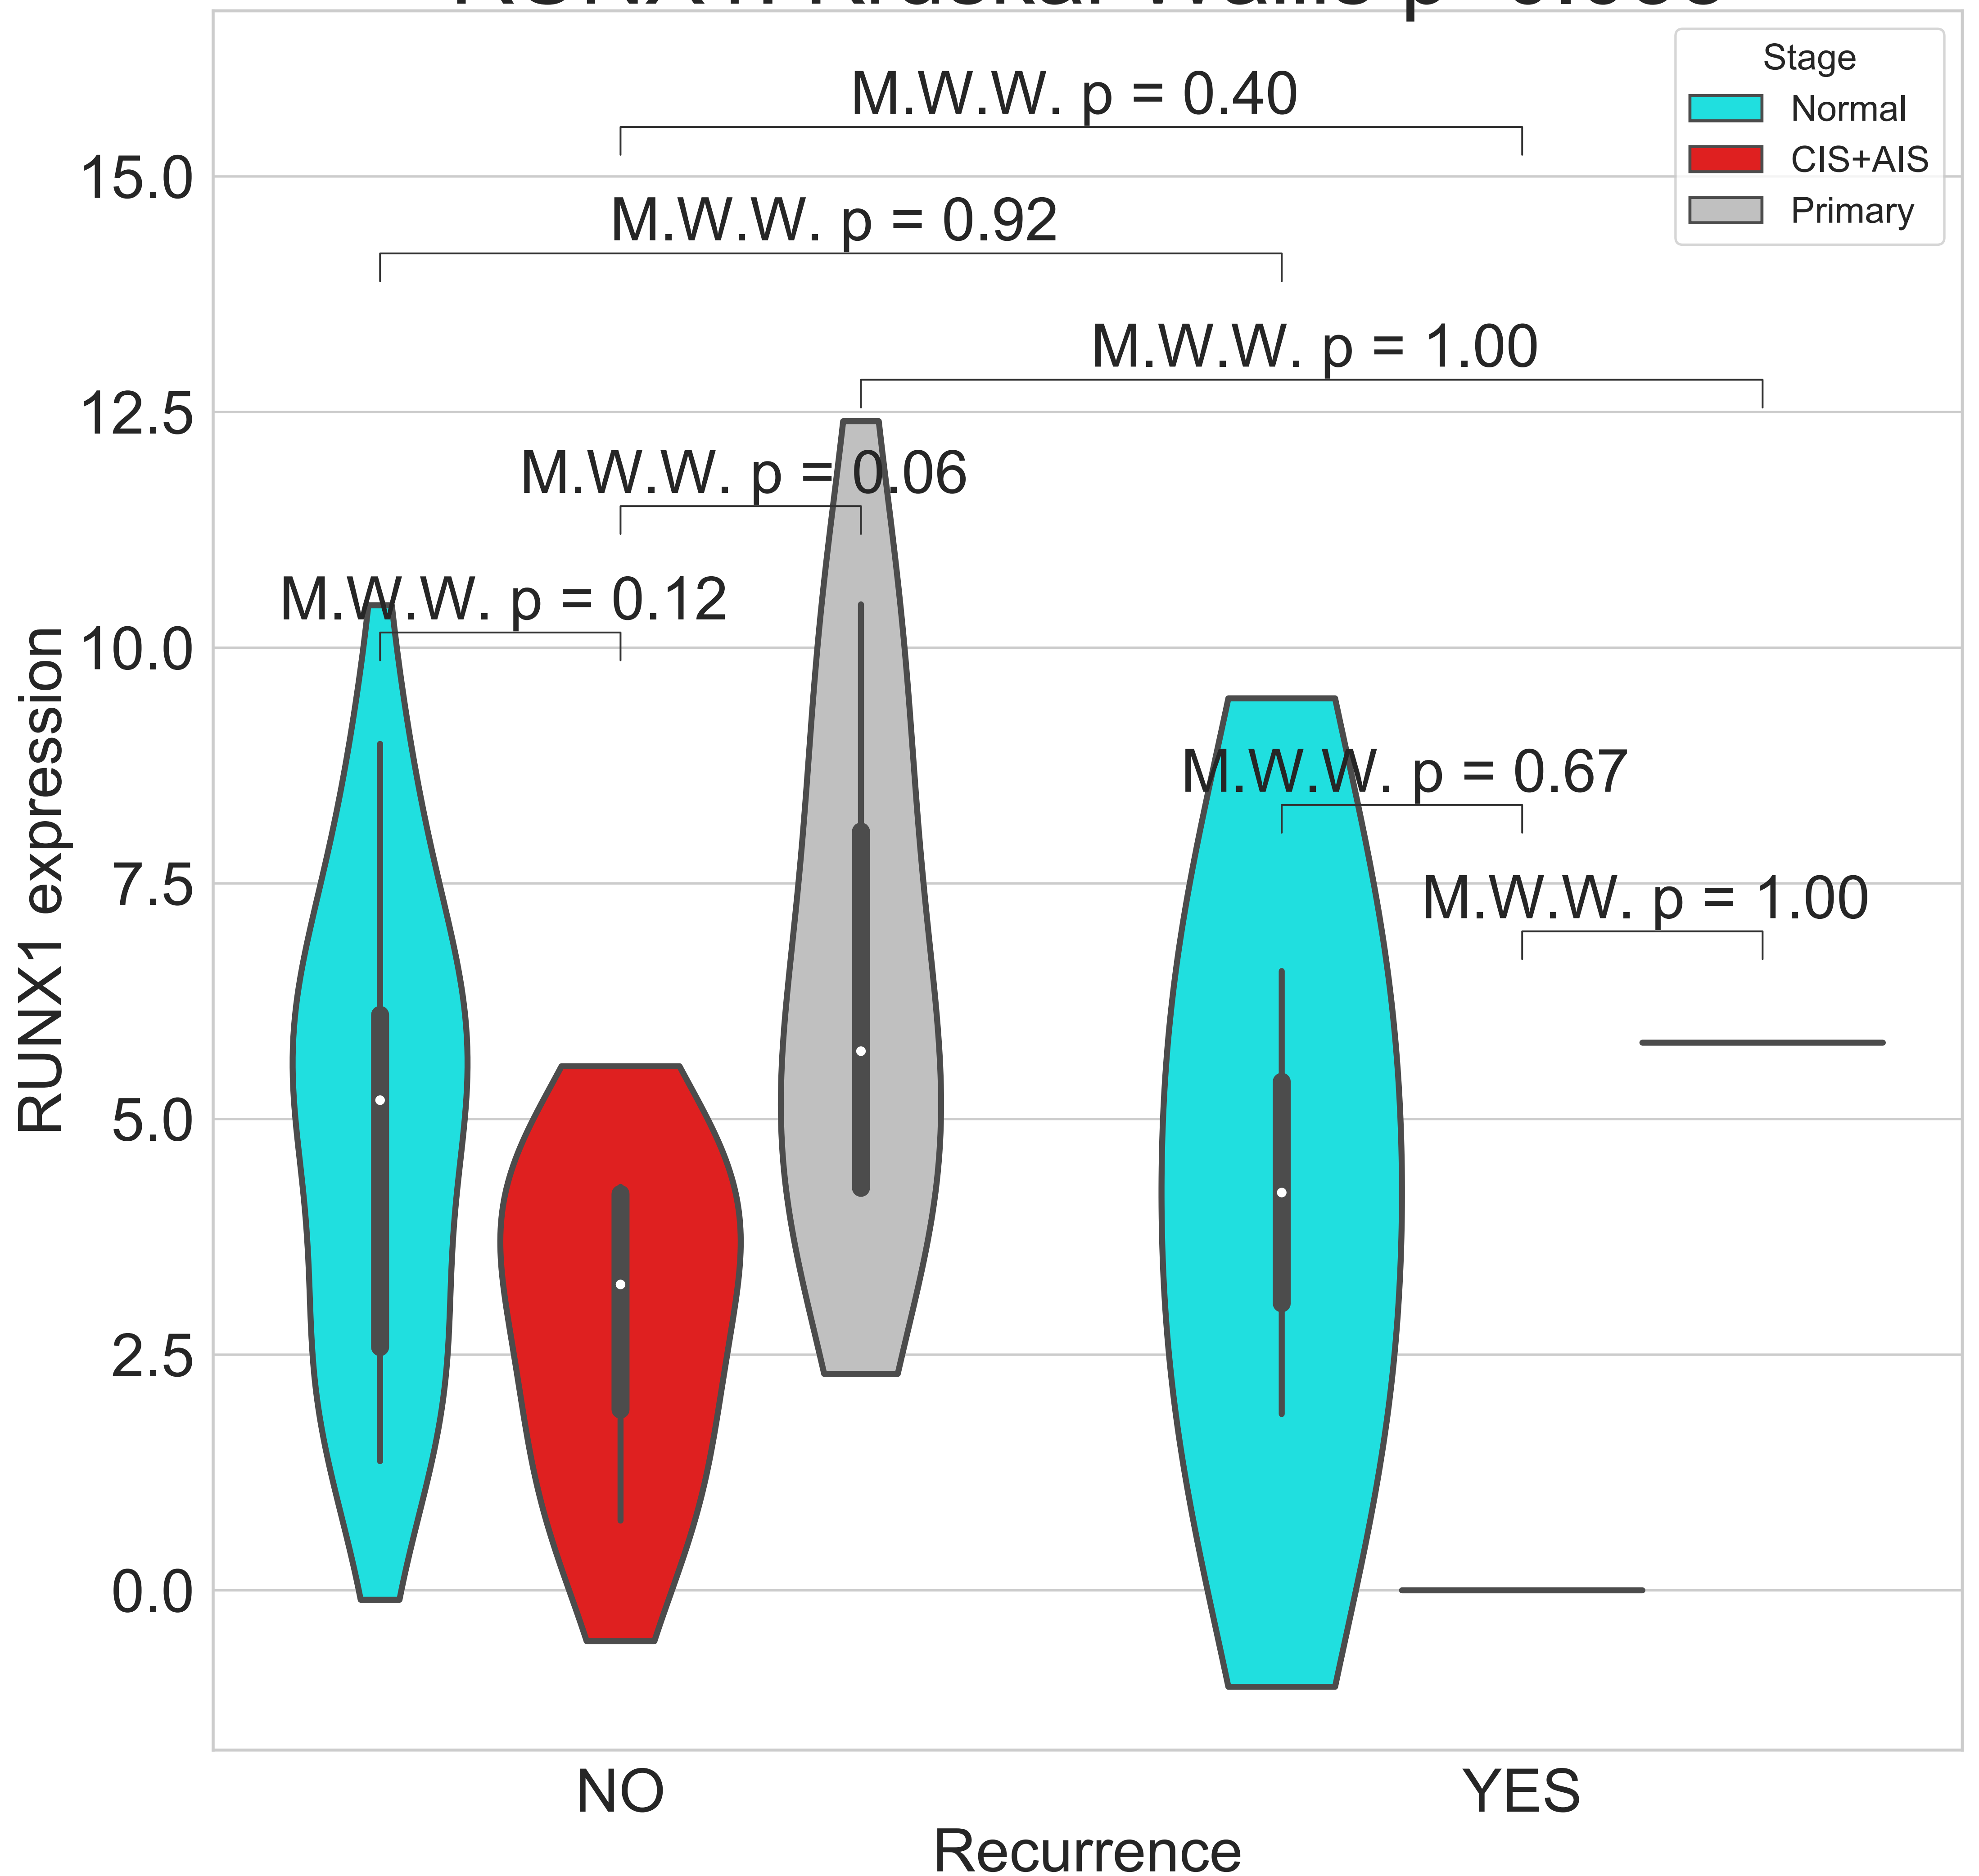 Stage
Normal
CIS+AIS
Primary
M.W.W. p = 0.40
M.W.W. p = 0.92
M.W.W. p = 1.00
M.W.W. p = 0.06
M.W.W. p = 0.12
M.W.W. p = 0.67
M.W.W. p = 1.00
15.0
12.5
10.0
7.5
5.0
2.5
0.0
RUNX1 expression
NO
YES
Recurrence